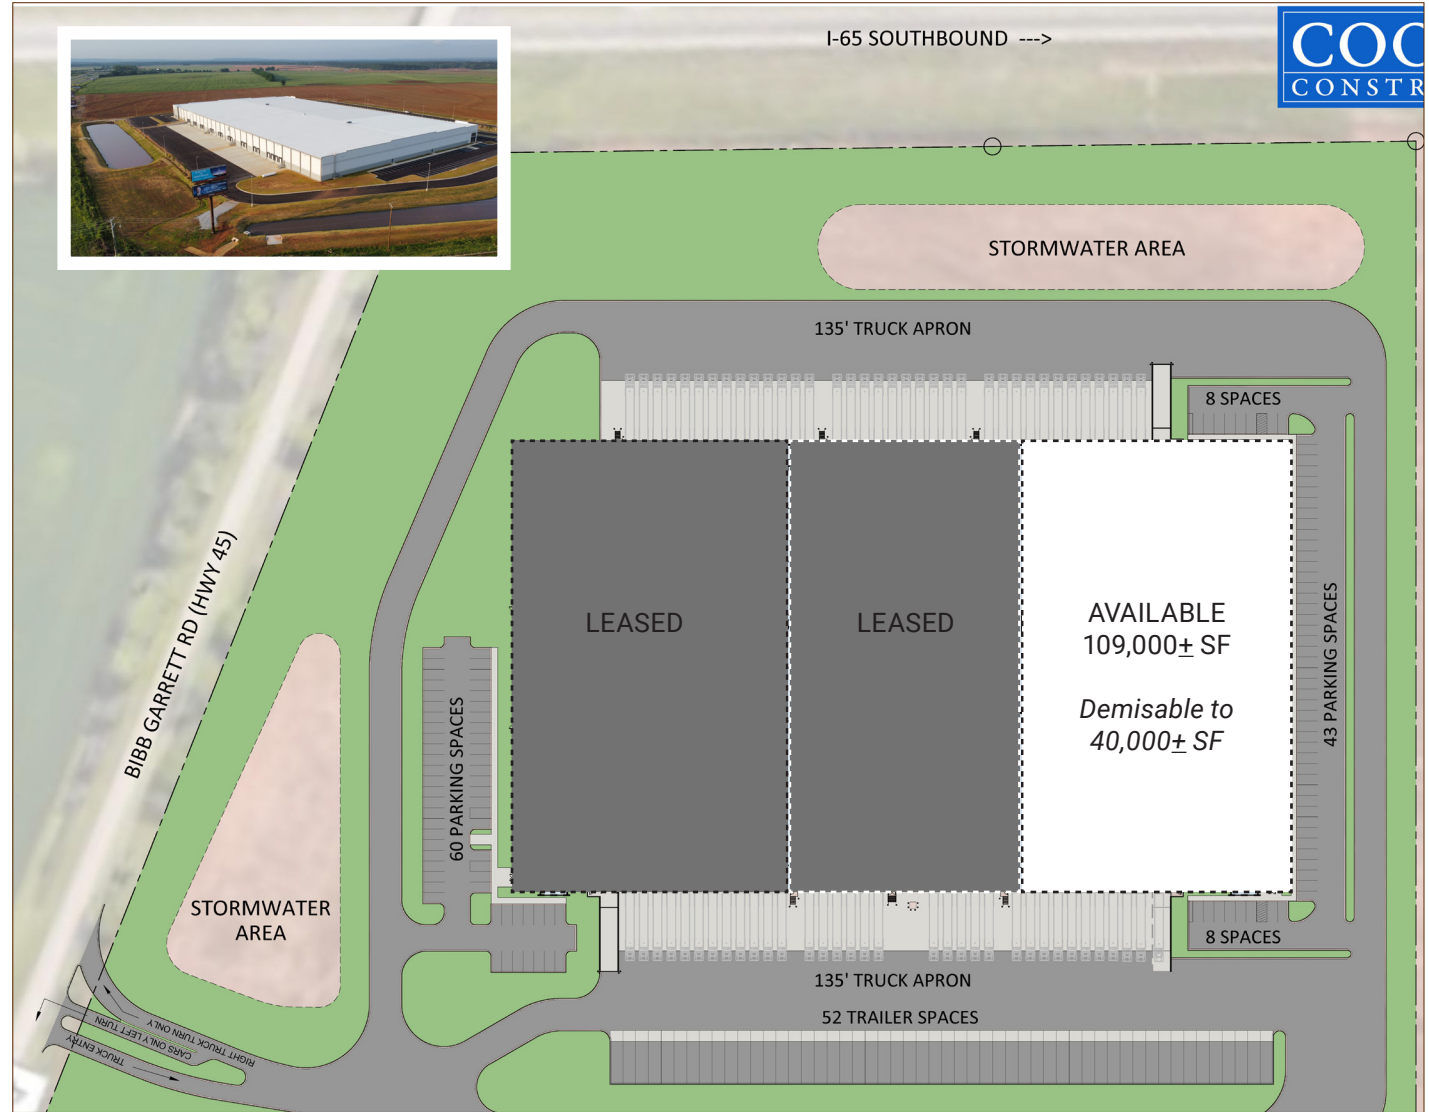 I-65 SOUTHBOUND --->
COC
CONSTR
STORMWATER AREA
135' TRUCK APRON
8 SPACES
BIBB GARRETT RD (HWY 45)
LEASED
LEASED
AVAILABLE
109,000± SF
Demisable to
40,000± SF
43 PARKING SPACES
60 PARKING SPACES
STORMWATER
AREA
8 SPACES
135' TRUCK APRON
52 TRAILER SPACES
RIGHT TRUCK TURN ONLY
CARS ONLY LEFT TURN
TRUCK ENTRY